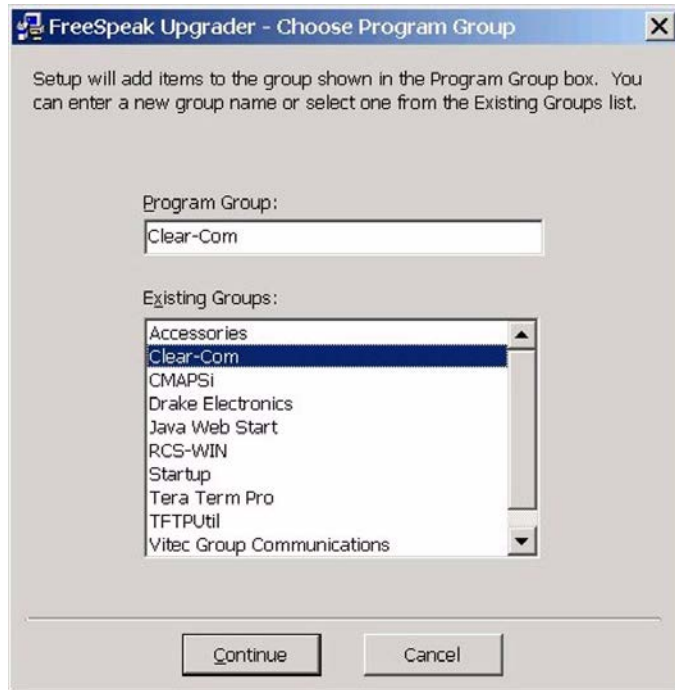 FreeSpeak Upgrader - Choose Program Group
Setup will add items to the group shown in the Program Group box. You
can enter a new group name or select one from the Existing Groups list.
Program Group:
Clear-Com
Existing Groups:
Accessories
Clear-Com
CMAPSi
Drake Electronics
Java Web Start
RCS-WIN
Startup
Tera Term Pro
TFTPUtil
Vitec Group Communications
Continue
Cancel